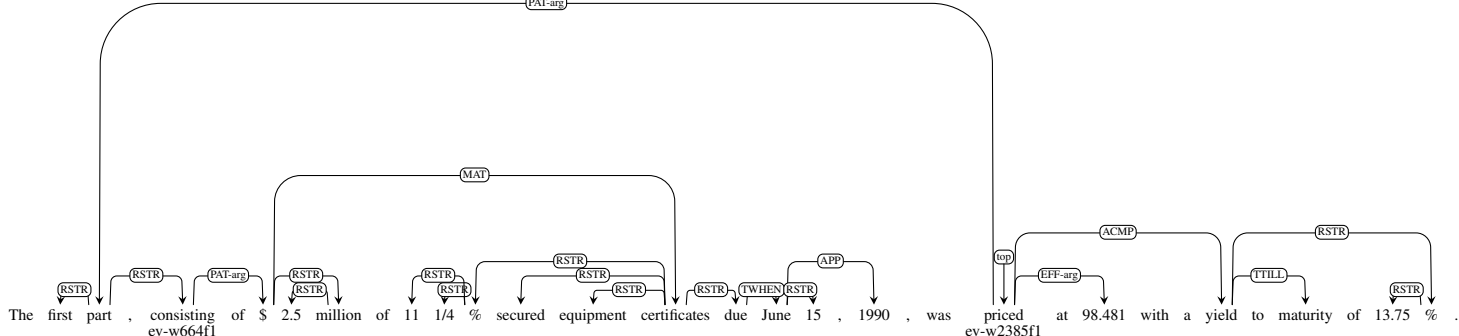 PAT-arg
MAT
ACMP RSTR
top
RSTR APP
RSTR PAT-arg RSTR RSTR RSTR EFF-arg TTILL
RSTR RSTR RSTR RSTR RSTR TWHEN RSTR RSTR
The first part , consisting of $ 2.5 million of 11 1/4 % secured equipment certificates due June 15 , 1990 , was priced at 98.481 with a yield to maturity of 13.75 % .
ev-w664f1 ev-w2385f1